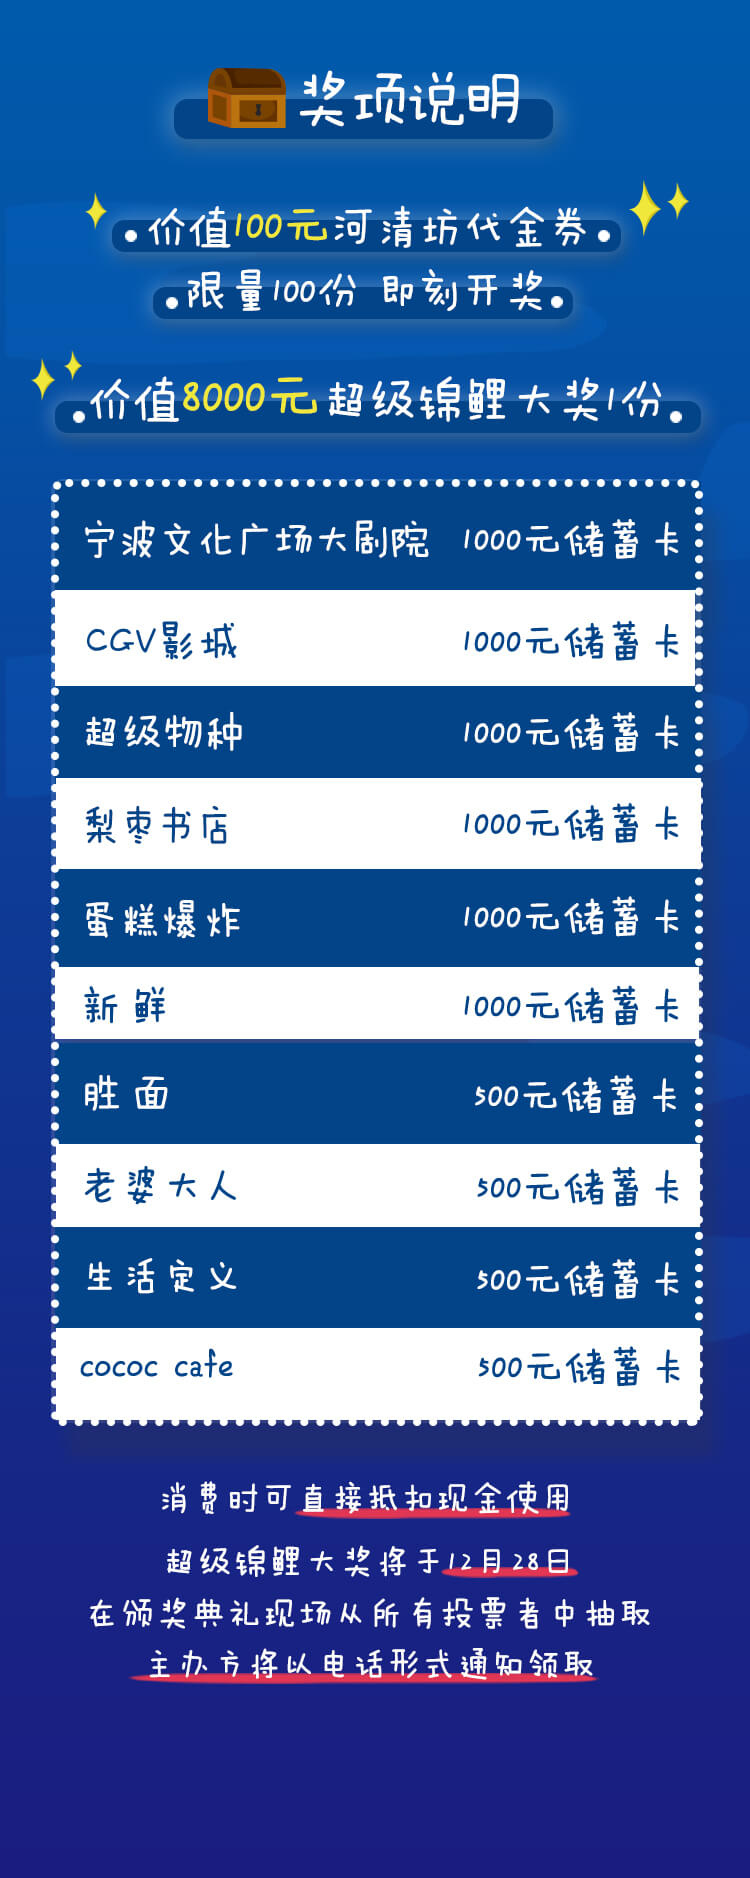 奖项说明
价值100元河清坊代金券
限量100份 即刻开奖
价值8000元超级锦鲤大奖1份
宁波文化广场大剧院 1000元储蓄卡
CGV影城 1000元储蓄卡
超级物种 1000元储蓄卡
梨枣书店 1000元储蓄卡
蛋糕爆炸 1000元储蓄卡
新鲜 1000元储蓄卡
胜面 500元储蓄卡
老婆大人 500元储蓄卡
生活定义 500元储蓄卡
cococ cafe 500元储蓄卡
消费时可直接抵扣现金使用
超级锦鲤大奖将于12月28日
在颁奖典礼现场从所有投票者中抽取
主办方将以电话形式通知领取